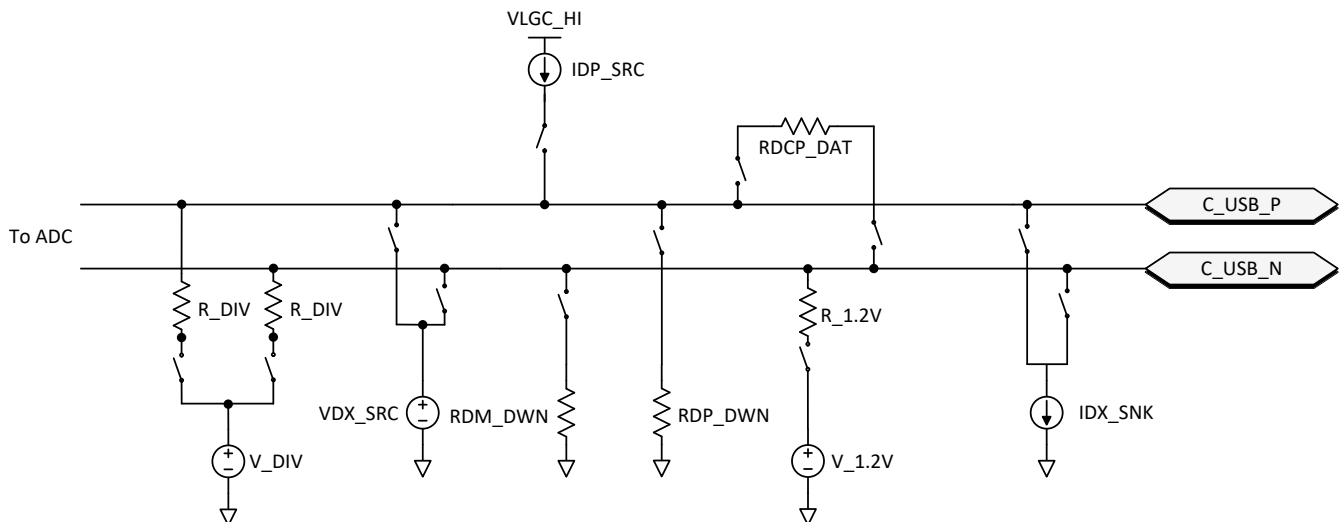 VLGC_HI
IDP_SRC
RDCP_DAT
C_USB_P
To ADC
C_USB_N
R_DIV
R_DIV
R_1.2V
VDX_SRC
RDM_DWN
RDP_DWN
IDX_SNK
V_DIV
V_1.2V